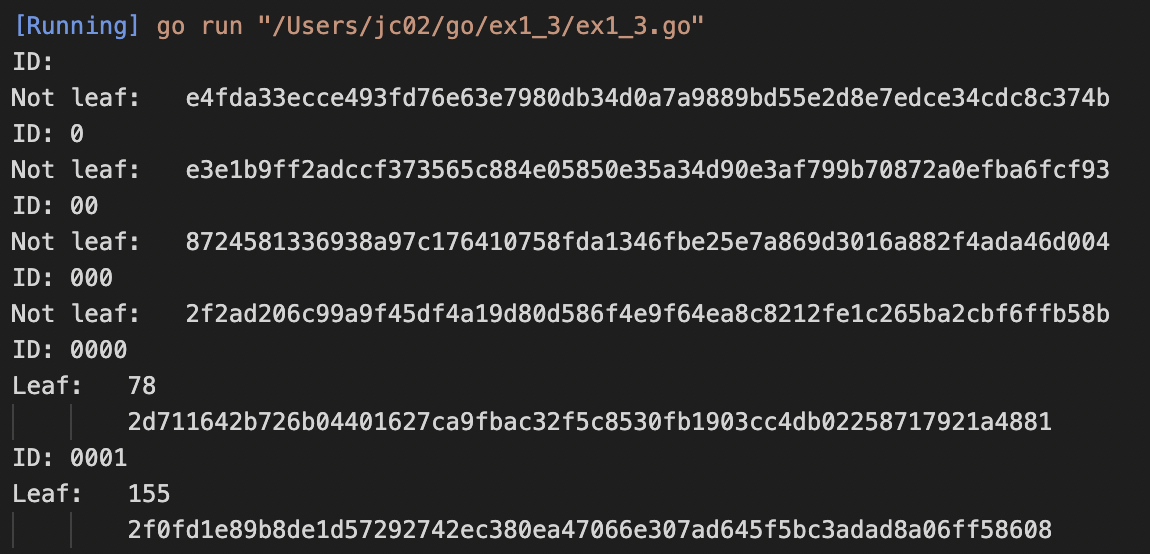 [Running] go run "/Users/jc02/go/ex1_3/ex1_3.go"
ID:
Not leaf:   e4fda33ecce493fd76e63e7980db34d0a7a9889bd55e2d8e7edce34cdc8c374b
ID: 0
Not leaf:   e3e1b9ff2adccf373565c884e05850e35a34d90e3af799b70872a0efba6fcf93
ID: 00
Not leaf:   8724581336938a97c176410758fda1346fbe25e7a869d3016a882f4ada46d004
ID: 000
Not leaf:   2f2ad206c99a9f45df4a19d80d586f4e9f64ea8c8212fe1c265ba2cbf6ffb58b
ID: 0000
Leaf:   78
2d711642b726b04401627ca9fbac32f5c8530fb1903cc4db02258717921a4881
ID: 0001
Leaf:   155
2f0fd1e89b8de1d57292742ec380ea47066e307ad645f5bc3adad8a06ff58608